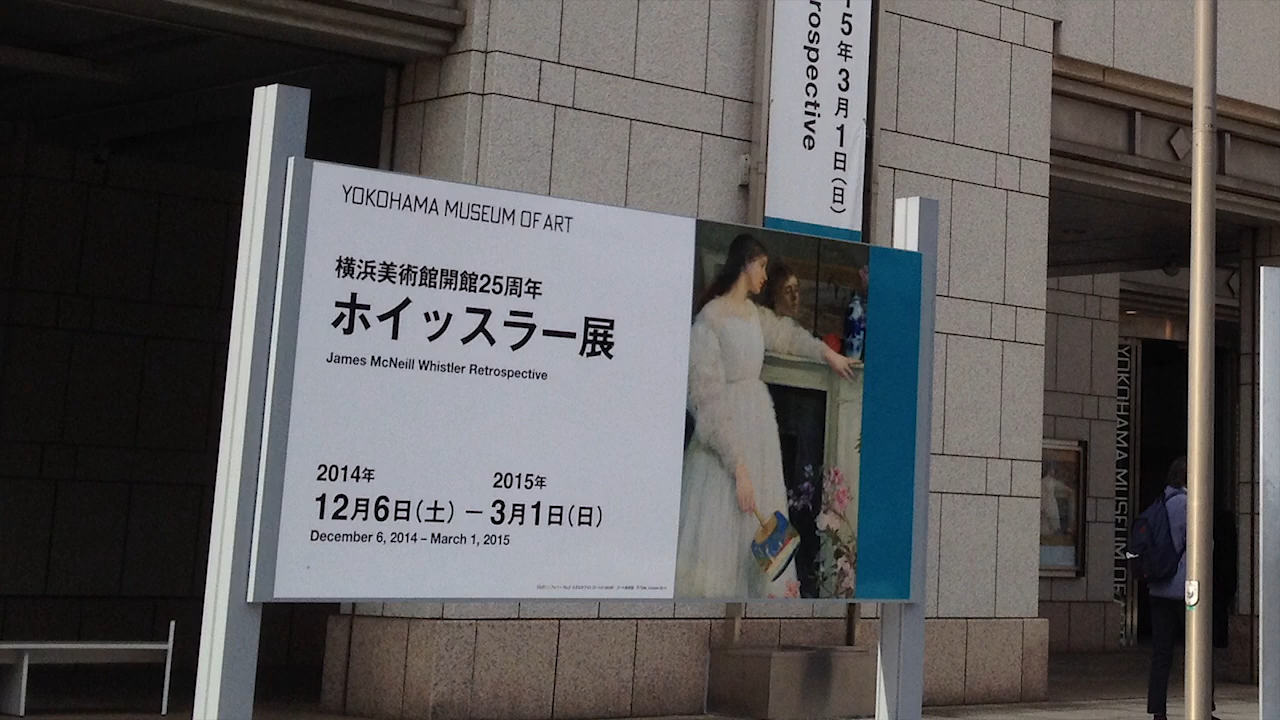 YOKOHAMA MUSEUM OF ART
横浜美術館開館25周年
ホイッスラー展
James McNeill Whistler Retrospective
2014年
2015年
12月6日(土) – 3月1日(日)
December 6, 2014 – March 1, 2015
5年3月1日(日)
rospective
YOKOHAMA MUSEUM OF